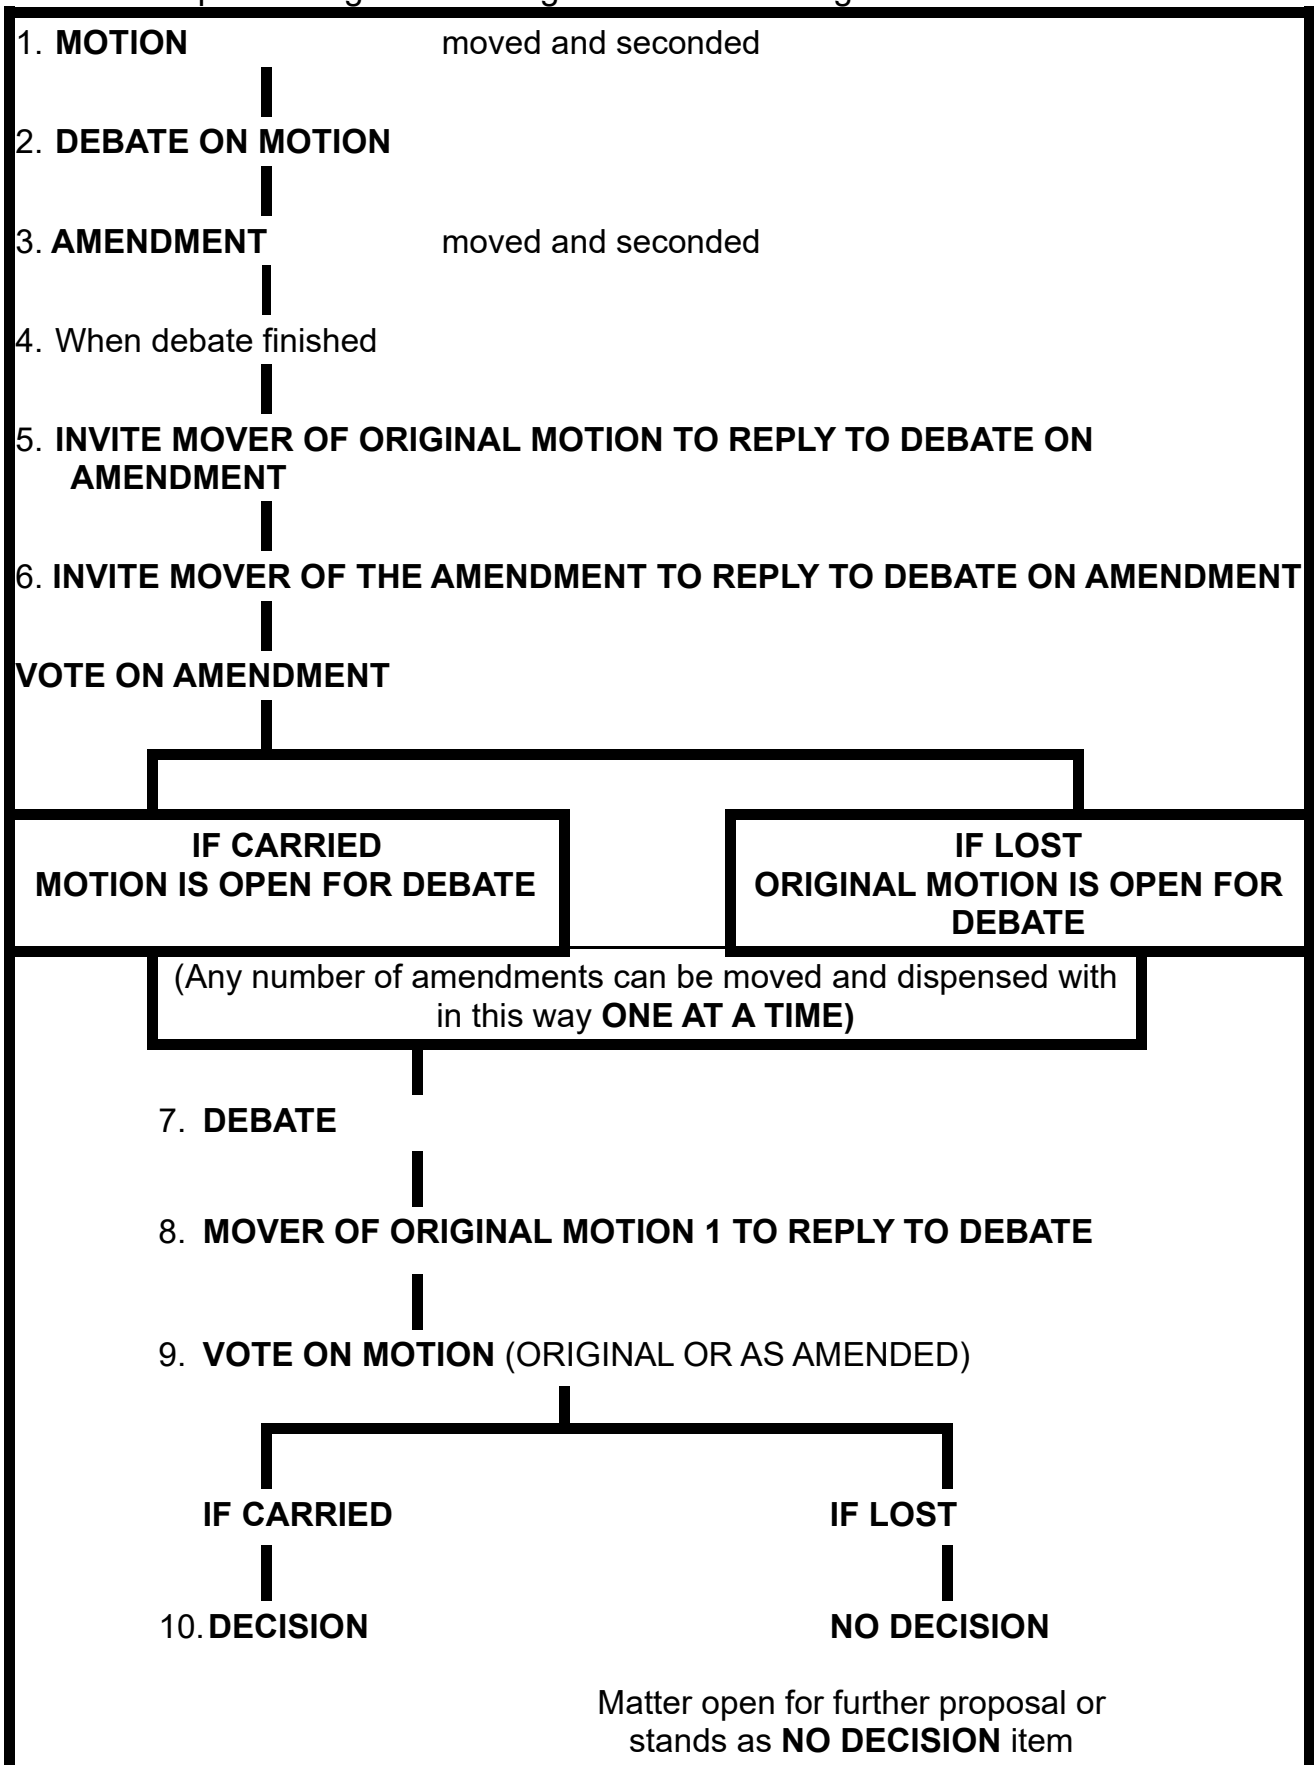 1. MOTION moved and seconded
2. DEBATE ON MOTION
3. AMENDMENT moved and seconded
4. When debate finished
5. INVITE MOVER OF ORIGINAL MOTION TO REPLY TO DEBATE ON
AMENDMENT
6. INVITE MOVER OF THE AMENDMENT TO REPLY TO DEBATE ON AMENDMENT
VOTE ON AMENDMENT
IF CARRIED
MOTION IS OPEN FOR DEBATE
IF LOST
ORIGINAL MOTION IS OPEN FOR
DEBATE
(Any number of amendments can be moved and dispensed with
in this way ONE AT A TIME)
7. DEBATE
8. MOVER OF ORIGINAL MOTION 1 TO REPLY TO DEBATE
9. VOTE ON MOTION (ORIGINAL OR AS AMENDED)
IF CARRIED
IF LOST
10. DECISION
NO DECISION
Matter open for further proposal or
stands as NO DECISION item